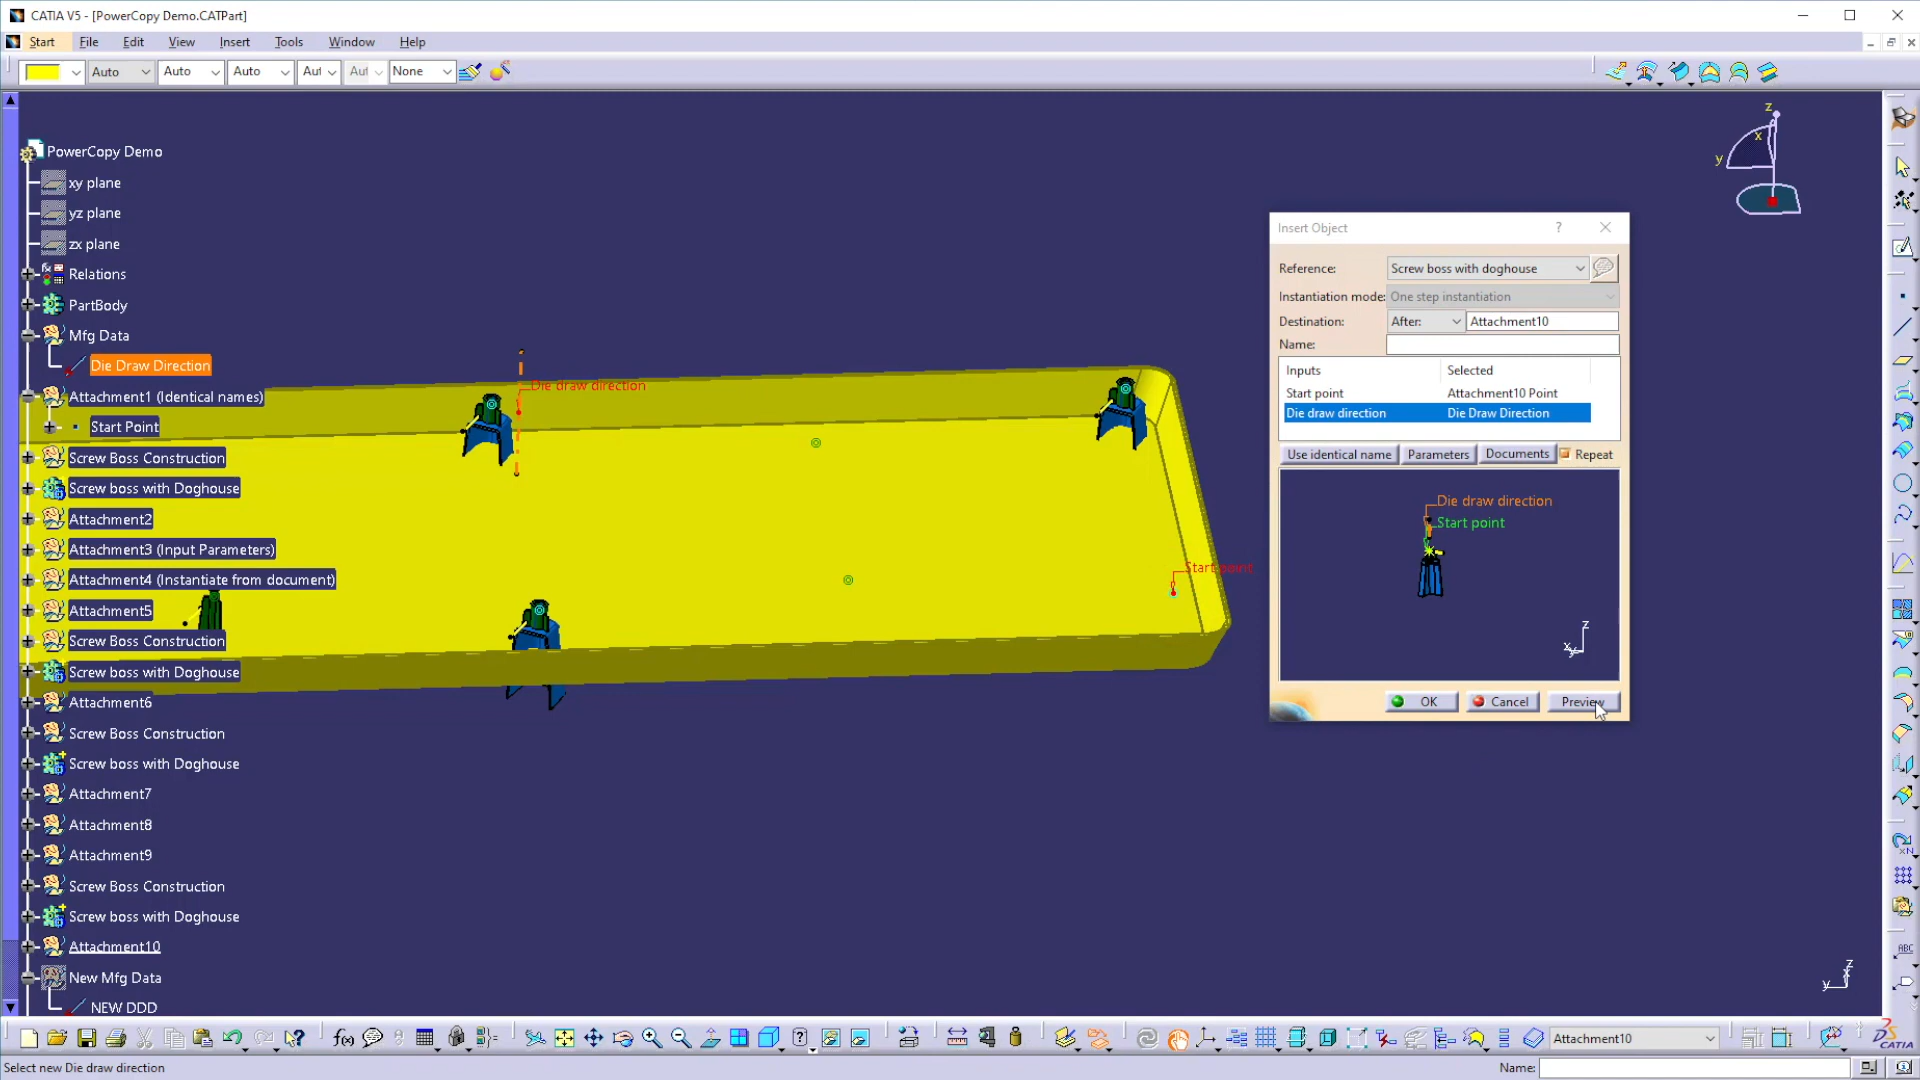 CATIA V5 - [PowerCopy Demo.CATPart]
Start File Edit View Insert Tools Window Help
Auto Auto Auto Aut Aut None
PowerCopy Demo
xy plane
yz plane
zx plane
Relations
PartBody
Mfg Data
Die Draw Direction
Attachment1 (Identical names)
Start Point
Screw Boss Construction
Screw boss with Doghouse
Attachment2
Attachment3 (Input Parameters)
Attachment4 (Instantiate from document)
Attachment5
Screw Boss Construction
Screw boss with Doghouse
Attachment6
Screw Boss Construction
Screw boss with Doghouse
Attachment7
Attachment8
Attachment9
Screw Boss Construction
Screw boss with Doghouse
Attachment10
New Mfg Data
NEW DDD
Die draw direction
Start point
z
x
y
Insert Object ?
Reference: Screw boss with doghouse
Instantiation mode: One step instantiation
Destination: After: Attachment10
Name:
Inputs Selected
Start point Attachment10 Point
Die draw direction Die Draw Direction
Use identical name Parameters Documents Repeat
Die draw direction
Start point
z
x y
OK Cancel Preview
z
y
ABC
Attachment10
CATIA
Select new Die draw direction
Name: